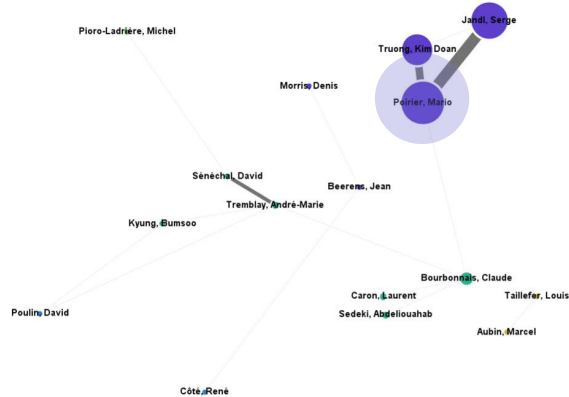 Jandl, Serge
Pioro-Ladrière, Michel
Truong, Kim Doan
Morris, Denis
Poirier, Mario
Sénéchal, David
Beerens, Jean
Tremblay, André-Marie
Kyung, Bumsoo
Bourbonnais, Claude
Caron, Laurent
Taillefer, Louis
Poulin, David
Sedeki, Abdeliouahab
Aubin, Marcel
Côté, René